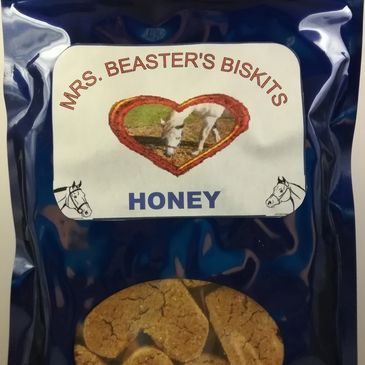 MRS. BEASTER'S BISKITS
HONEY